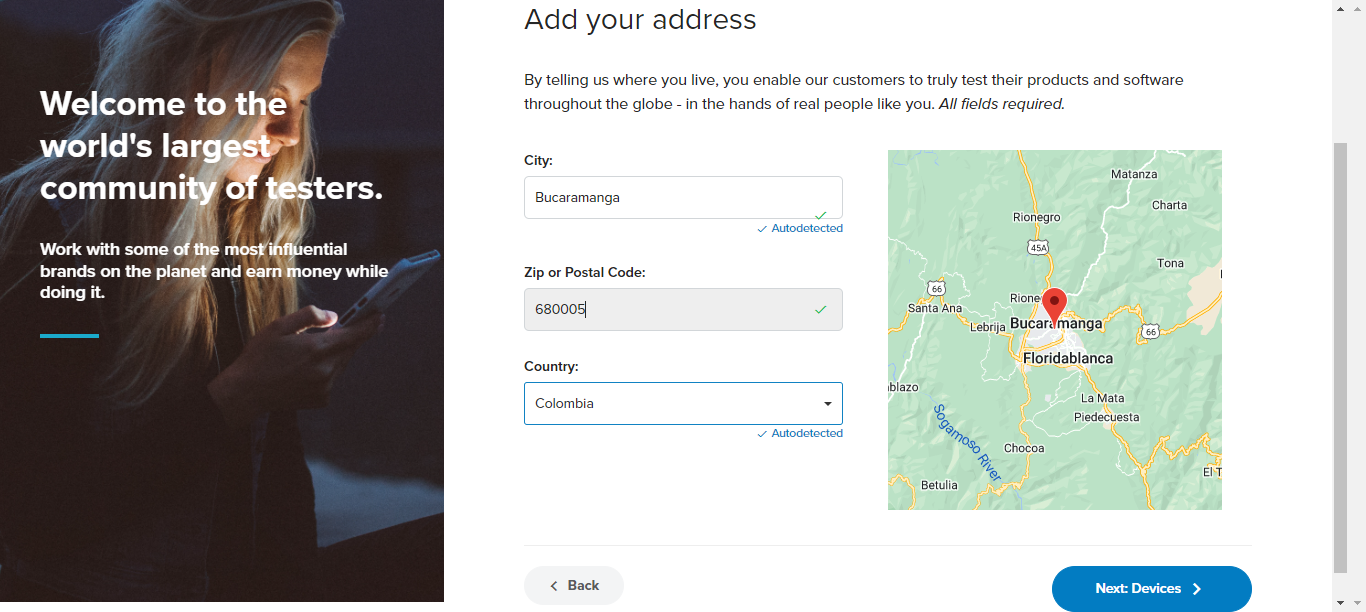 Add your address
Welcome to the
world's largest
community of testers.
Work with some of the most influential
brands on the planet and earn money while
doing it.
By telling us where you live, you enable our customers to truly test their products and software
throughout the globe - in the hands of real people like you. All fields required.
City:
Bucaramanga
Autodetected
Zip or Postal Code:
680005
Country:
Colombia
Autodetected
Matanza
Charta
Rionegro
45A
Tona
66
Santa Ana
Rione
Lebrija
Bucaramanga
66
Floridablanca
ablazo
La Mata
Piedecuesta
Sogamoso River
Chocoa
El T
Betulia
Back
Next: Devices